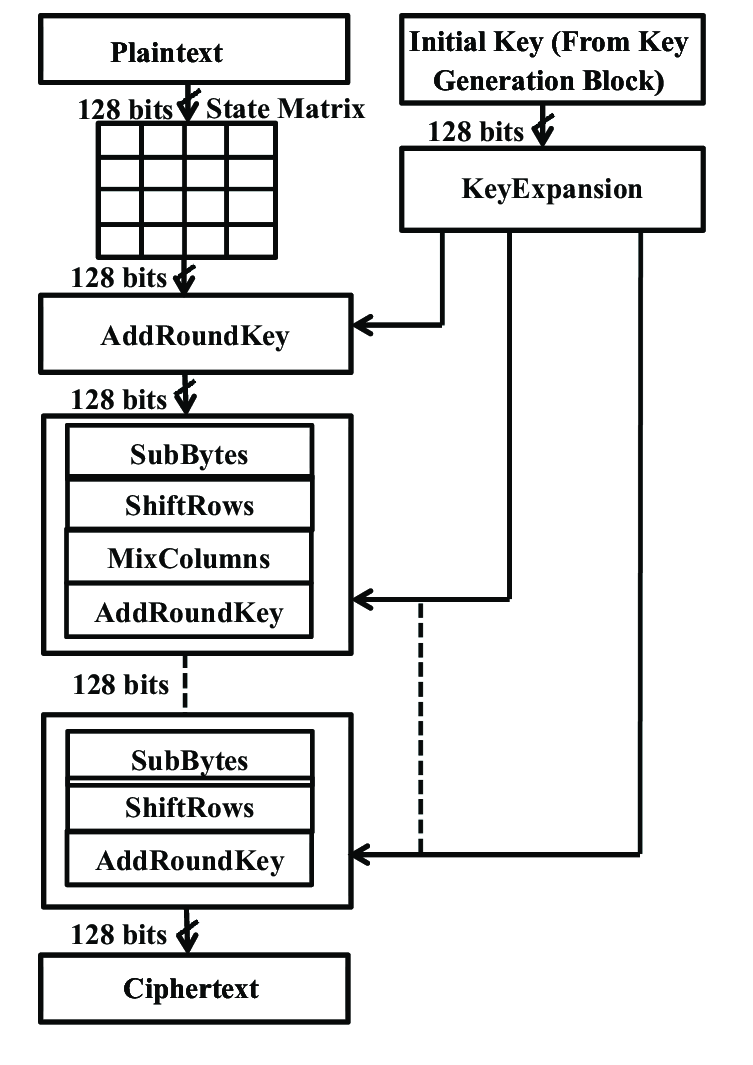 Plaintext
Initial Key (From Key
Generation Block)
128 bits
State Matrix
128 bits
KeyExpansion
128 bits
AddRoundKey
128 bits
SubBytes
ShiftRows
MixColumns
AddRoundKey
128 bits
SubBytes
ShiftRows
AddRoundKey
128 bits
Ciphertext